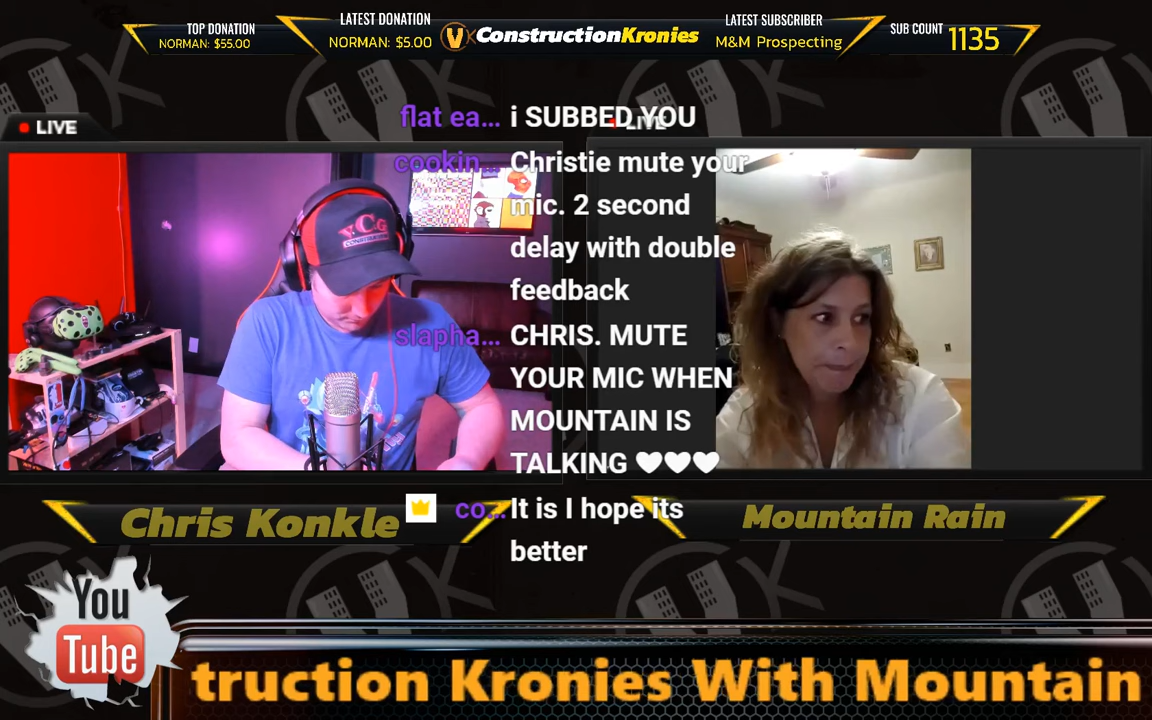 TOP DONATION
NORMAN: $55.00
LATEST DONATION
NORMAN: $5.00
ConstructionKronies
LATEST SUBSCRIBER
M&M Prospecting
SUB COUNT
1135
LIVE
LIVE
flat ea... i SUBBED YOU
cookin... Christie mute your
mic. 2 second
delay with double
feedback
slapha... CHRIS. MUTE
YOUR MIC WHEN
MOUNTAIN IS
TALKING 🤍🤍🤍
co... It is I hope its
better
Y.C.G
CONSTRUCTION
Chris Konkle
Mountain Rain
You
Tube
truction Kronies With Mountain